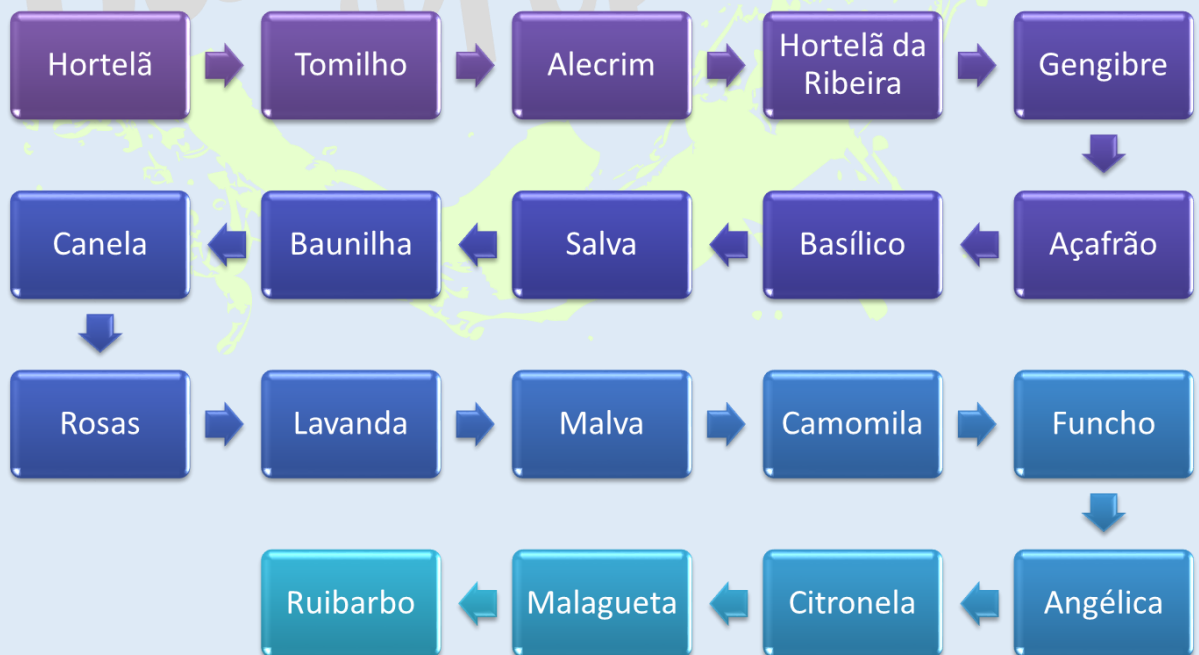 Hortelã
Tomilho
Alecrim
Hortelã da
Ribeira
Gengibre
Açafrão
Basílico
Salva
Baunilha
Canela
Rosas
Lavanda
Malva
Camomila
Funcho
Angélica
Citronela
Malagueta
Ruibarbo